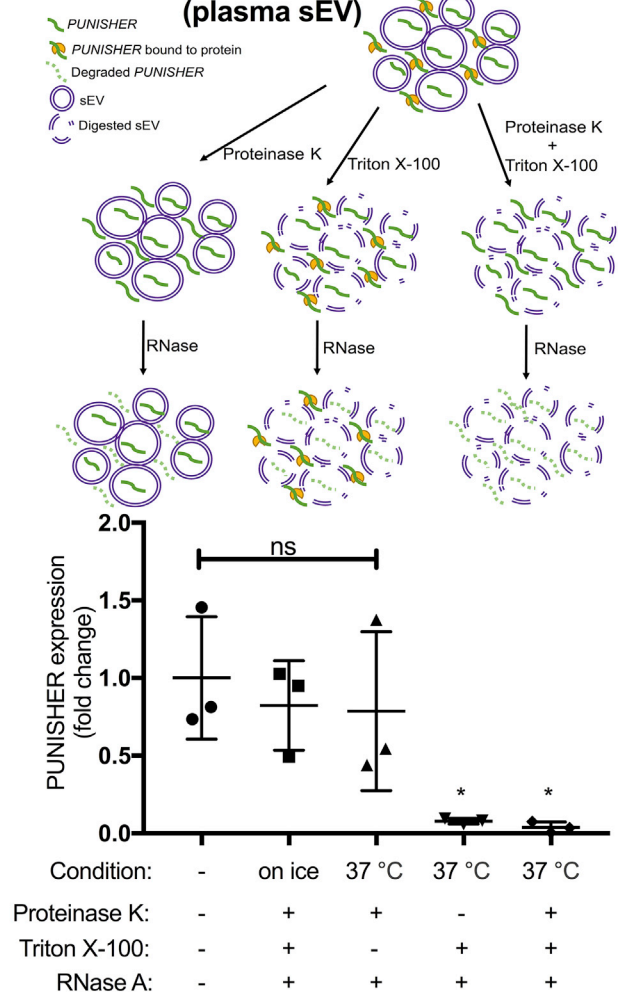 (plasma sEV)
PUNISHER
PUNISHER bound to protein
Degraded PUNISHER
sEV
Digested sEV
Proteinase K
Triton X-100
Proteinase K
+
Triton X-100
RNase
RNase
RNase
PUNISHER expression
(fold change)
2.0
1.5
1.0
0.5
0.0
ns
*
*
Condition: - on ice 37 °C 37 °C 37 °C
Proteinase K: - + + - +
Triton X-100: - + - + +
RNase A: - + + + +